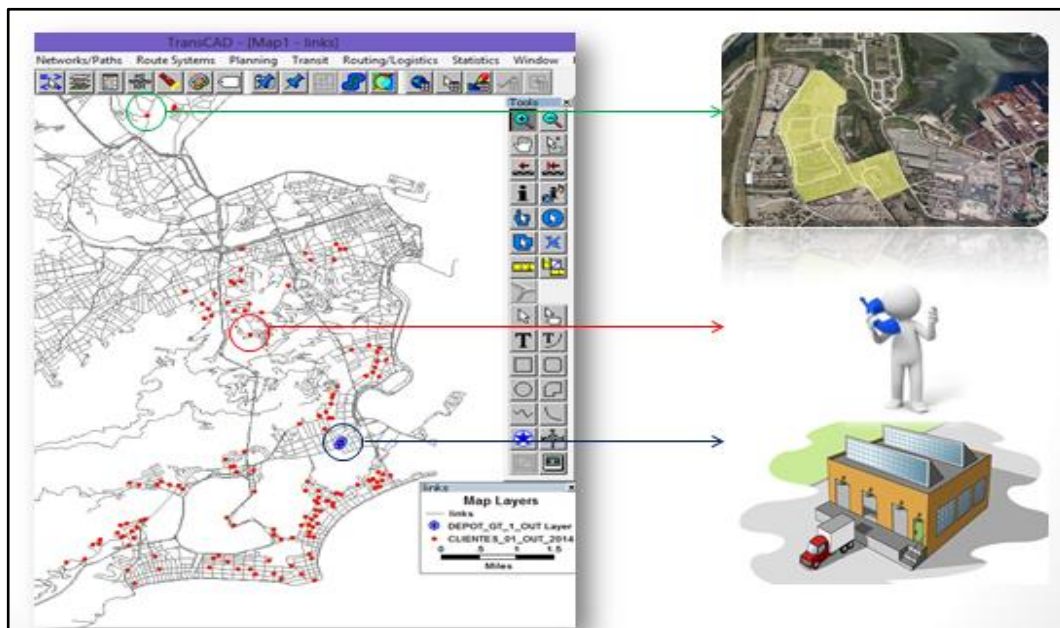 TransCAD - [Map1 - links]
Networks/Paths Route Systems Planning Transit Routing/Logistics Statistics Window
Tools
links
Map Layers
links
DEPOT_GT_1_OUT Layer
CLIENTES_01_OUT_2014
0 .5 1 1.5
Miles